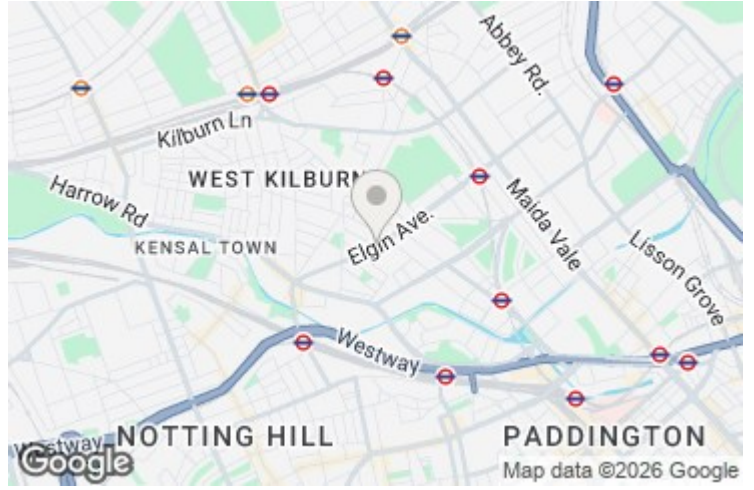 Abbey Rd.
Kilburn Ln
WEST KILBURN
Harrow Rd
Maida Vale
Elgin Ave.
KENSAL TOWN
Lisson Grove
Westway
NOTTING HILL
PADDINGTON
Westway
Google
Map data ©2026 Google